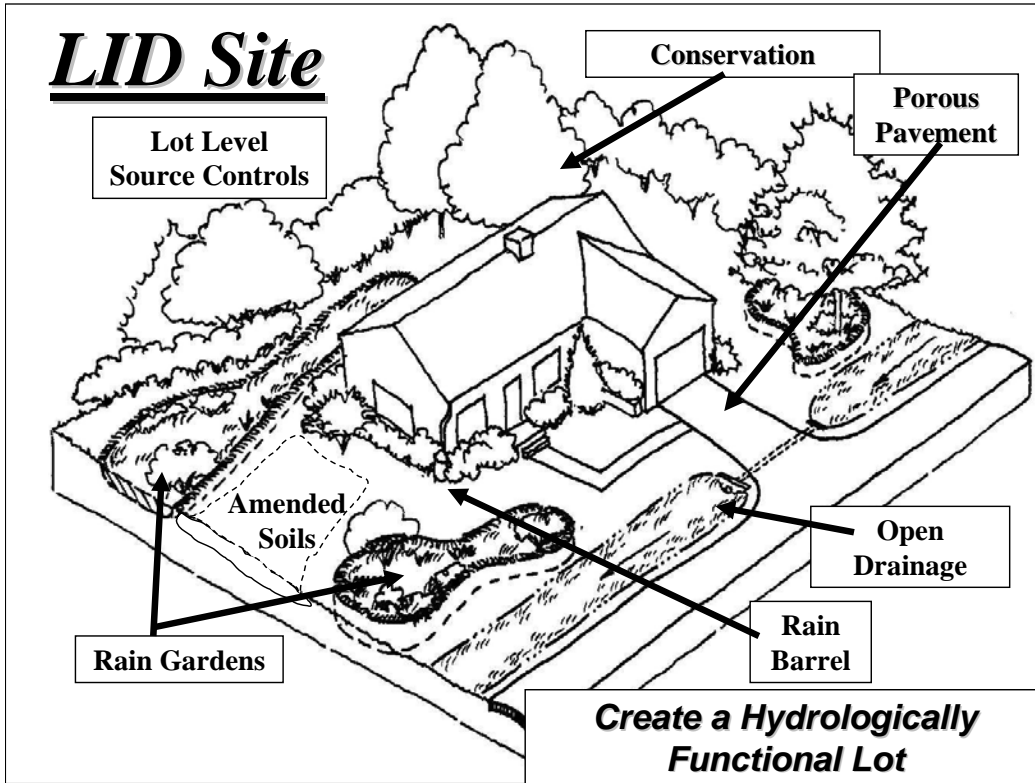 LID Site
Conservation
Porous
Pavement
Lot Level
Source Controls
Amended
Soils
Open
Drainage
Rain Gardens
Rain
Barrel
Create a Hydrologically
Functional Lot